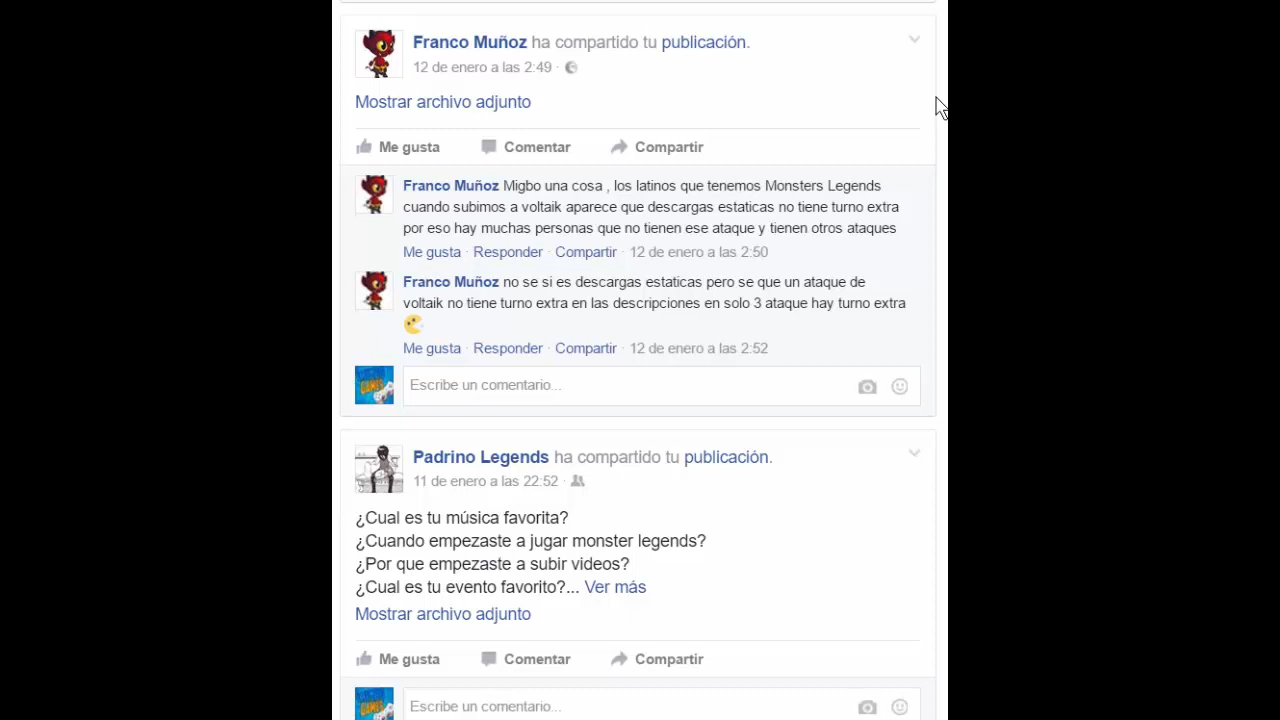 Franco Muñoz ha compartido tu publicación.
12 de enero a las 2:49 ·
Mostrar archivo adjunto
Me gusta Comentar Compartir
Franco Muñoz Migbo una cosa , los latinos que tenemos Monsters Legends
cuando subimos a voltaik aparece que descargas estaticas no tiene turno extra
por eso hay muchas personas que no tienen ese ataque y tienen otros ataques
Me gusta · Responder · Compartir · 12 de enero a las 2:50
Franco Muñoz no se si es descargas estaticas pero se que un ataque de
voltaik no tiene turno extra en las descripciones en solo 3 ataque hay turno extra
Me gusta · Responder · Compartir · 12 de enero a las 2:52
Escribe un comentario...
Padrino Legends ha compartido tu publicación.
11 de enero a las 22:52 ·
¿Cual es tu música favorita?
¿Cuando empezaste a jugar monster legends?
¿Por que empezaste a subir videos?
¿Cual es tu evento favorito?... Ver más
Mostrar archivo adjunto
Me gusta Comentar Compartir
Escribe un comentario...